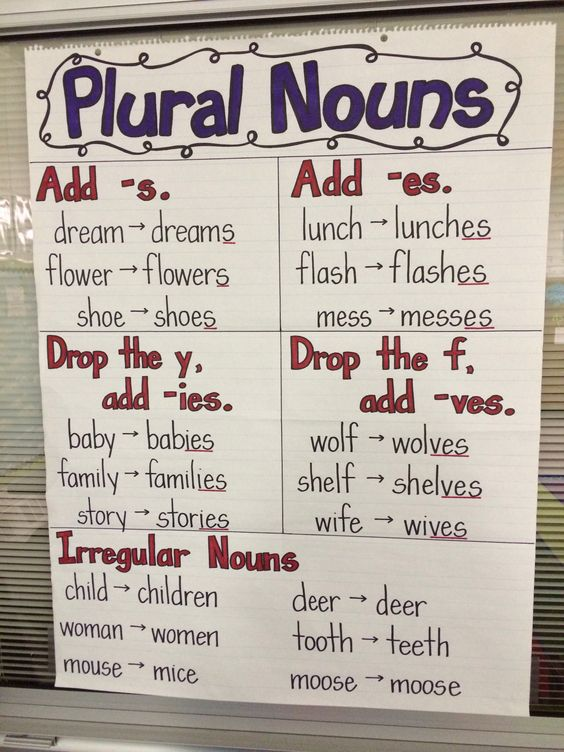 Plural Nouns
Add -s.
dream → dreams
flower → flowers
shoe → shoes
Add -es.
lunch → lunches
flash → flashes
mess → messes
Drop the y,
add -ies.
baby → babies
family → families
story → stories
Drop the f,
add -ves.
wolf → wolves
shelf → shelves
wife → wives
Irregular Nouns
child → children
woman → women
mouse → mice
deer → deer
tooth → teeth
moose → moose